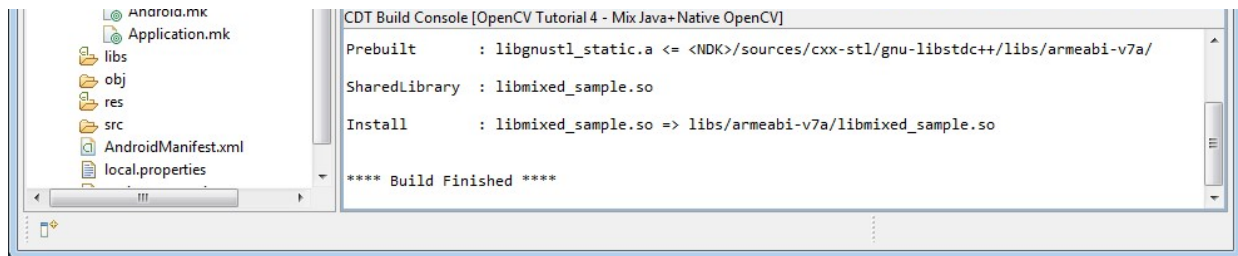 Android.mk
Application.mk
libs
obj
res
src
AndroidManifest.xml
local.properties
CDT Build Console [OpenCV Tutorial 4 - Mix Java+Native OpenCV]
Prebuilt       : libgnustl_static.a <= <NDK>/sources/cxx-stl/gnu-libstdc++/libs/armeabi-v7a/
SharedLibrary  : libmixed_sample.so
Install        : libmixed_sample.so => libs/armeabi-v7a/libmixed_sample.so
**** Build Finished ****